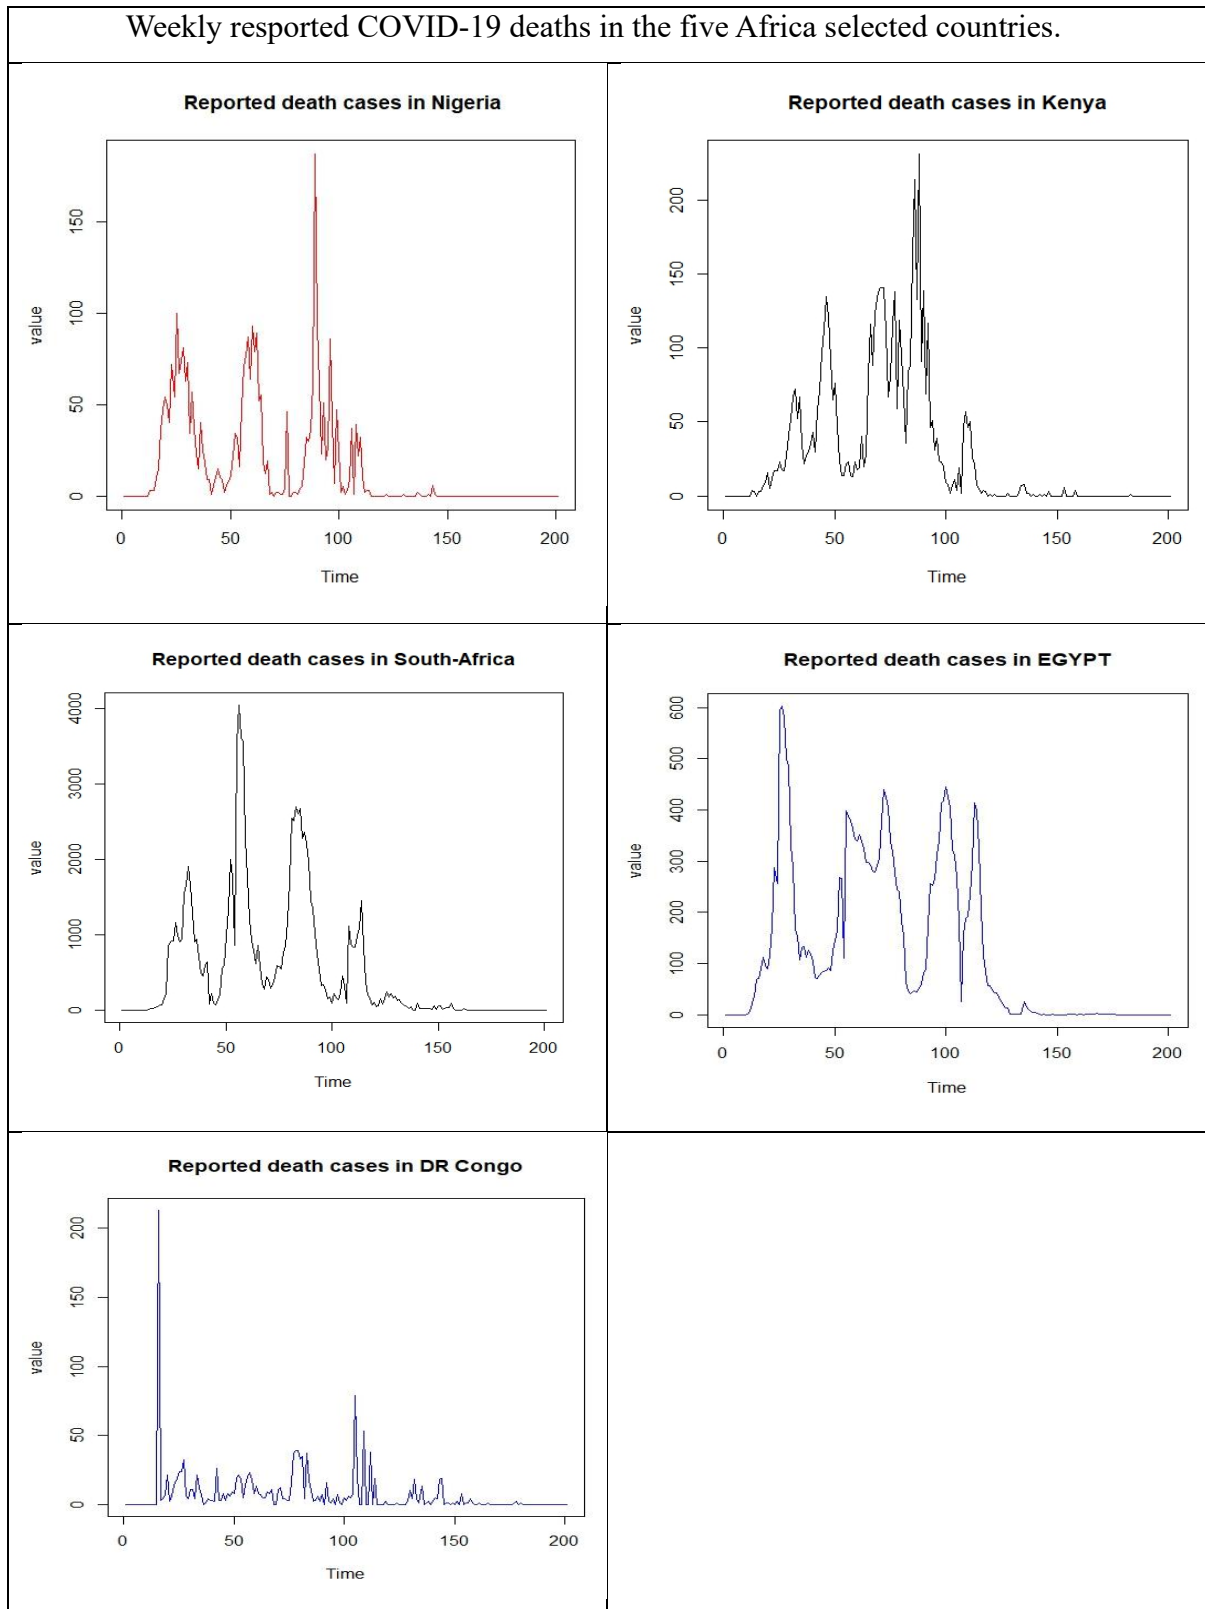 Weekly resported COVID-19 deaths in the five Africa selected countries.
Reported death cases in Nigeria
value
150
100
50
0
0 50 100 150 200
Time
Reported death cases in Kenya
value
200
150
100
50
0
0 50 100 150 200
Time
Reported death cases in South-Africa
value
4000
3000
2000
1000
0
0 50 100 150 200
Time
Reported death cases in EGYPT
value
600
500
400
300
200
100
0
0 50 100 150 200
Time
Reported death cases in DR Congo
value
200
150
100
50
0
0 50 100 150 200
Time